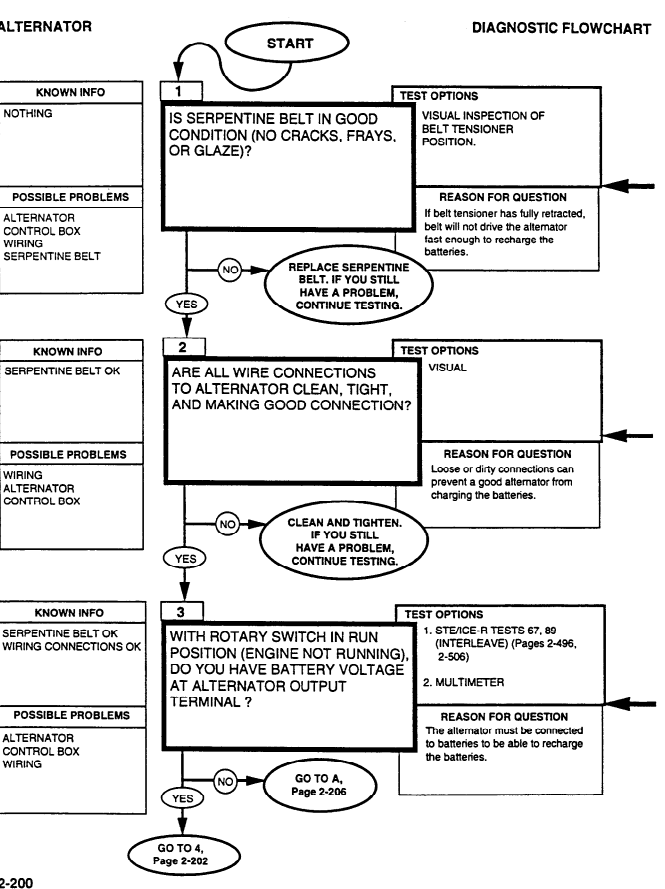 ALTERNATOR
DIAGNOSTIC FLOWCHART
START
KNOWN INFO
NOTHING
POSSIBLE PROBLEMS
ALTERNATOR
CONTROL BOX
WIRING
SERPENTINE BELT
1
IS SERPENTINE BELT IN GOOD
CONDITION (NO CRACKS, FRAYS,
OR GLAZE)?
TEST OPTIONS
VISUAL INSPECTION OF
BELT TENSIONER
POSITION.
REASON FOR QUESTION
If belt tensioner has fully retracted,
belt will not drive the alternator
fast enough to recharge the
batteries.
NO
REPLACE SERPENTINE
BELT. IF YOU STILL
HAVE A PROBLEM,
CONTINUE TESTING.
YES
KNOWN INFO
SERPENTINE BELT OK
POSSIBLE PROBLEMS
WIRING
ALTERNATOR
CONTROL BOX
2
ARE ALL WIRE CONNECTIONS
TO ALTERNATOR CLEAN, TIGHT,
AND MAKING GOOD CONNECTION?
TEST OPTIONS
VISUAL
REASON FOR QUESTION
Loose or dirty connections can
prevent a good alternator from
charging the batteries.
NO
CLEAN AND TIGHTEN.
IF YOU STILL
HAVE A PROBLEM,
CONTINUE TESTING.
YES
KNOWN INFO
SERPENTINE BELT OK
WIRING CONNECTIONS OK
POSSIBLE PROBLEMS
ALTERNATOR
CONTROL BOX
WIRING
3
WITH ROTARY SWITCH IN RUN
POSITION (ENGINE NOT RUNNING),
DO YOU HAVE BATTERY VOLTAGE
AT ALTERNATOR OUTPUT
TERMINAL ?
TEST OPTIONS
1. STE/ICE-R TESTS 67, 89
(INTERLEAVE) (Pages 2-496,
2-506)
2. MULTIMETER
REASON FOR QUESTION
The alternator must be connected
to batteries to be able to recharge
the batteries.
NO
GO TO A,
Page 2-206
YES
GO TO 4,
Page 2-202
2-200